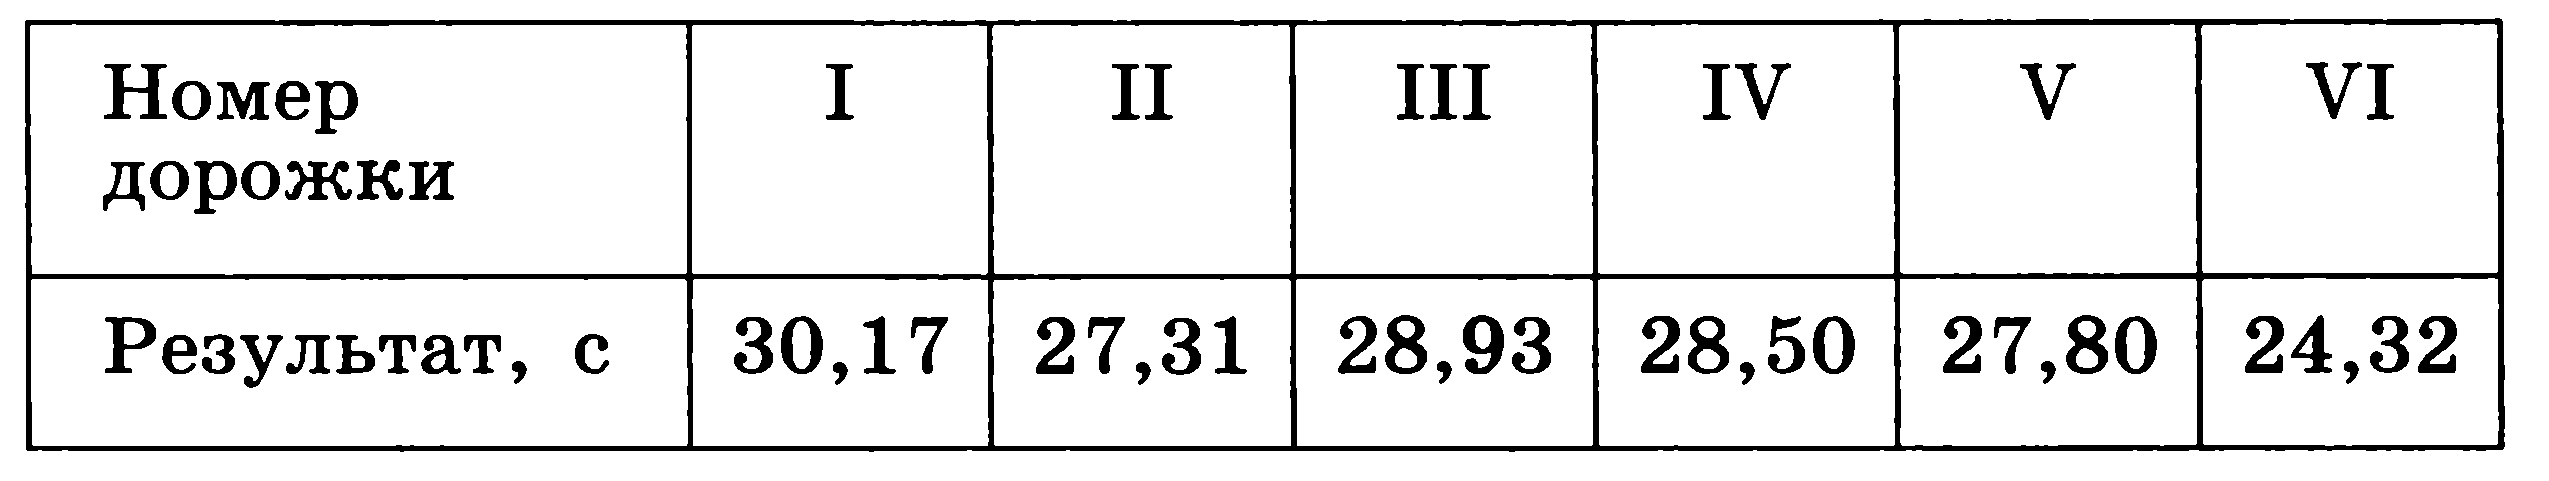 Номер дорожки I II III IV V VI
Результат, с 30,17 27,31 28,93 28,50 27,80 24,32